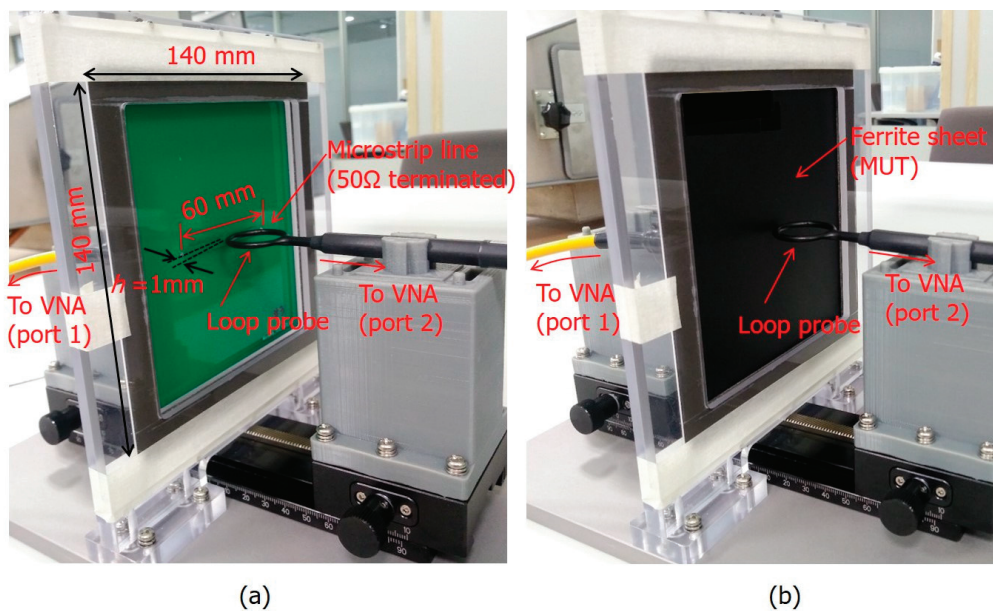 140 mm
Microstrip line
(50Ω terminated)
60 mm
140 mm
h = 1mm
To VNA
(port 1)
Loop probe
To VNA
(port 2)
(a)
Ferrite sheet
(MUT)
To VNA
(port 1)
Loop probe
To VNA
(port 2)
(b)